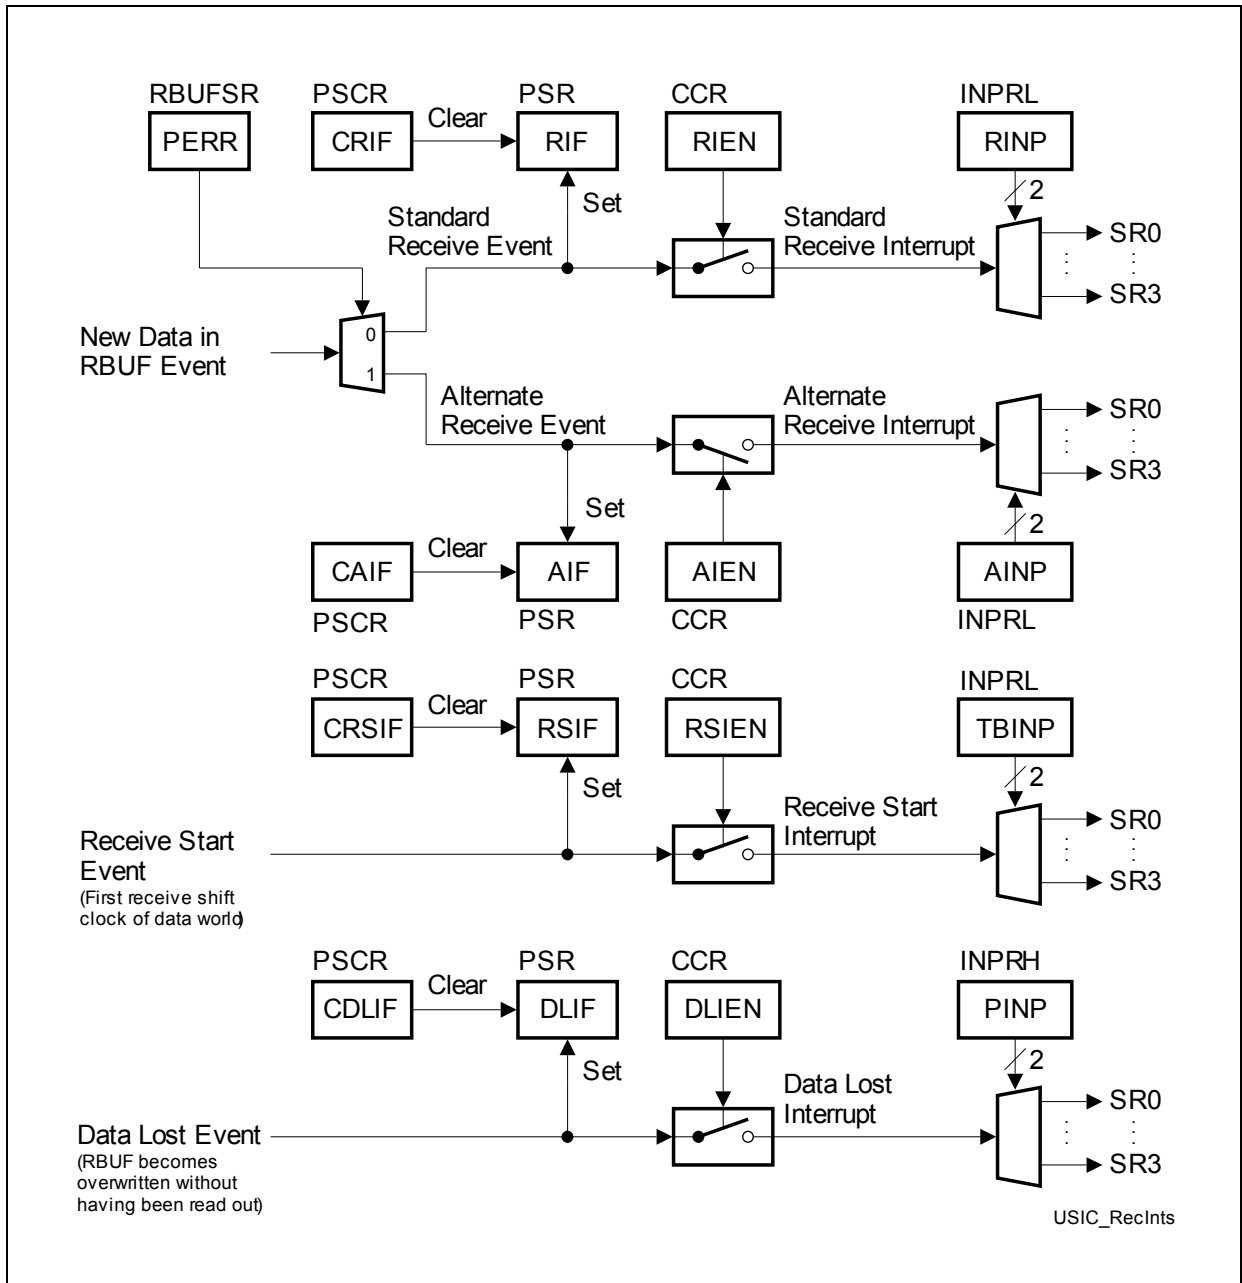 RBUFSR PSCR PSR CCR INPRL
PERR CRIF Clear RIF RIEN RINP
Set 2
Standard
Receive Event
Standard
Receive Interrupt
SR0
SR3
New Data in
RBUF Event
0
1
Alternate
Receive Event
Alternate
Receive Interrupt
SR0
SR3
Set 2
CAIF Clear AIF AIEN AINP
PSCR PSR CCR INPRL
PSCR PSR CCR INPRL
CRSIF Clear RSIF RSIEN TBINP
Set 2
Receive Start
Interrupt
SR0
SR3
Receive Start
Event
(First receive shift
clock of data world)
PSCR PSR CCR INPRH
CDLIF Clear DLIF DLIEN PINP
Set 2
Data Lost
Interrupt
SR0
SR3
Data Lost Event
(RBUF becomes
overwritten without
having been read out)
USIC_RecInts